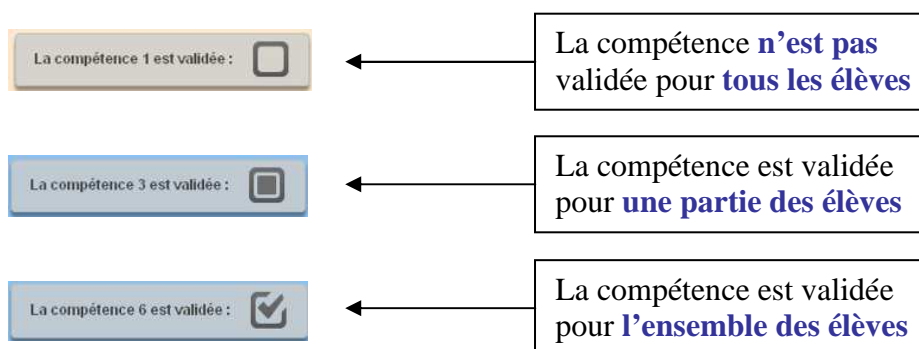 La compétence 1 est validée :
La compétence n’est pas
validée pour tous les élèves
La compétence 3 est validée :
La compétence est validée
pour une partie des élèves
La compétence 6 est validée :
La compétence est validée
pour l’ensemble des élèves